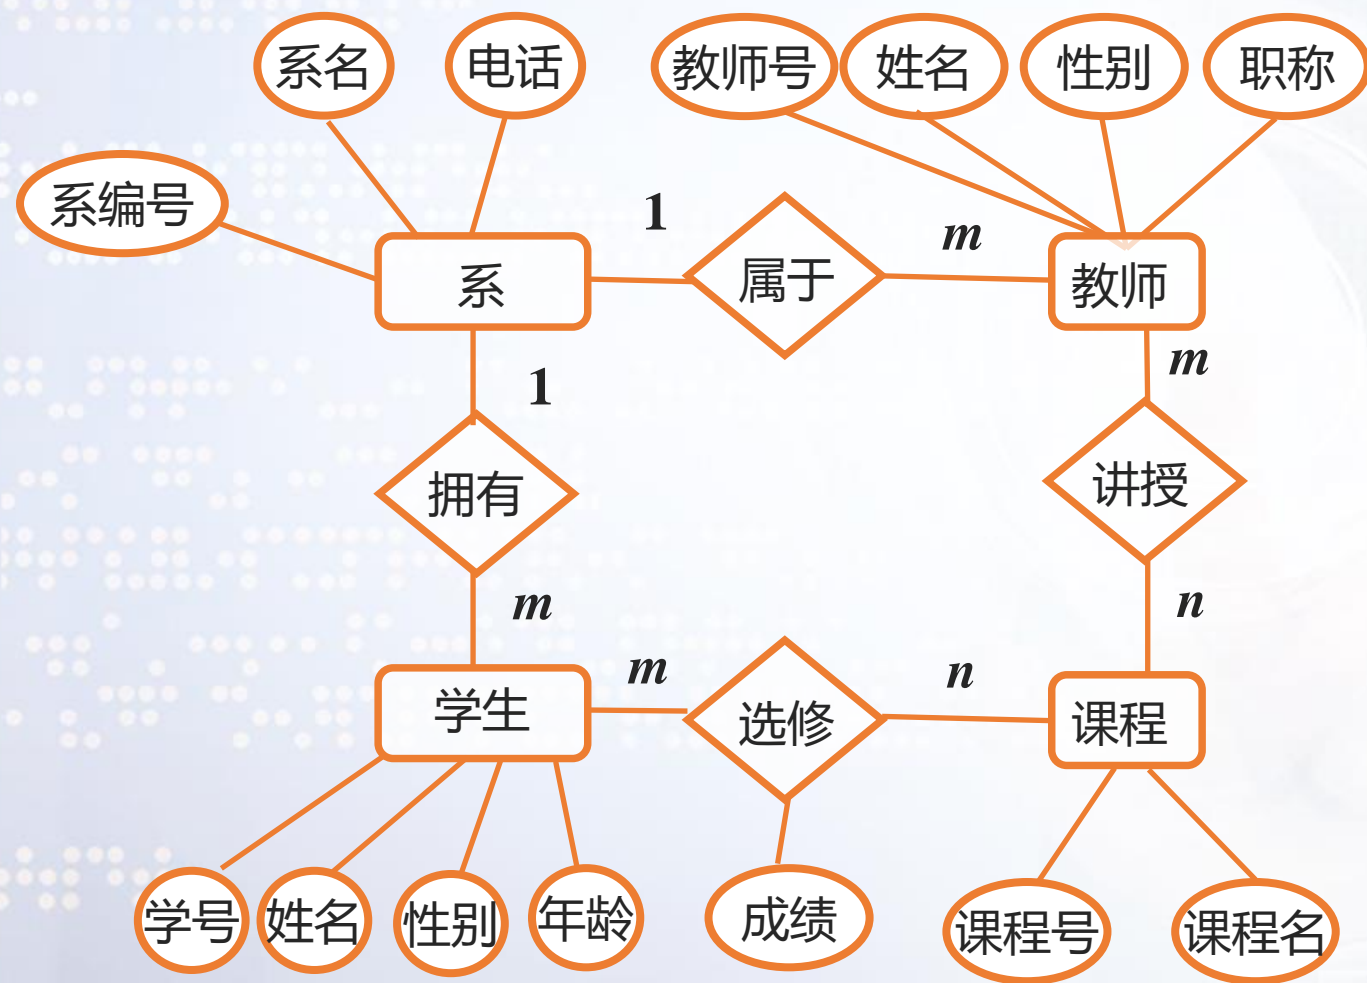 系名
电话
教师号
姓名
性别
职称
系编号
1
m
系
属于
教师
1
m
拥有
讲授
m
n
m
n
学生
选修
课程
学号
姓名
性别
年龄
成绩
课程号
课程名